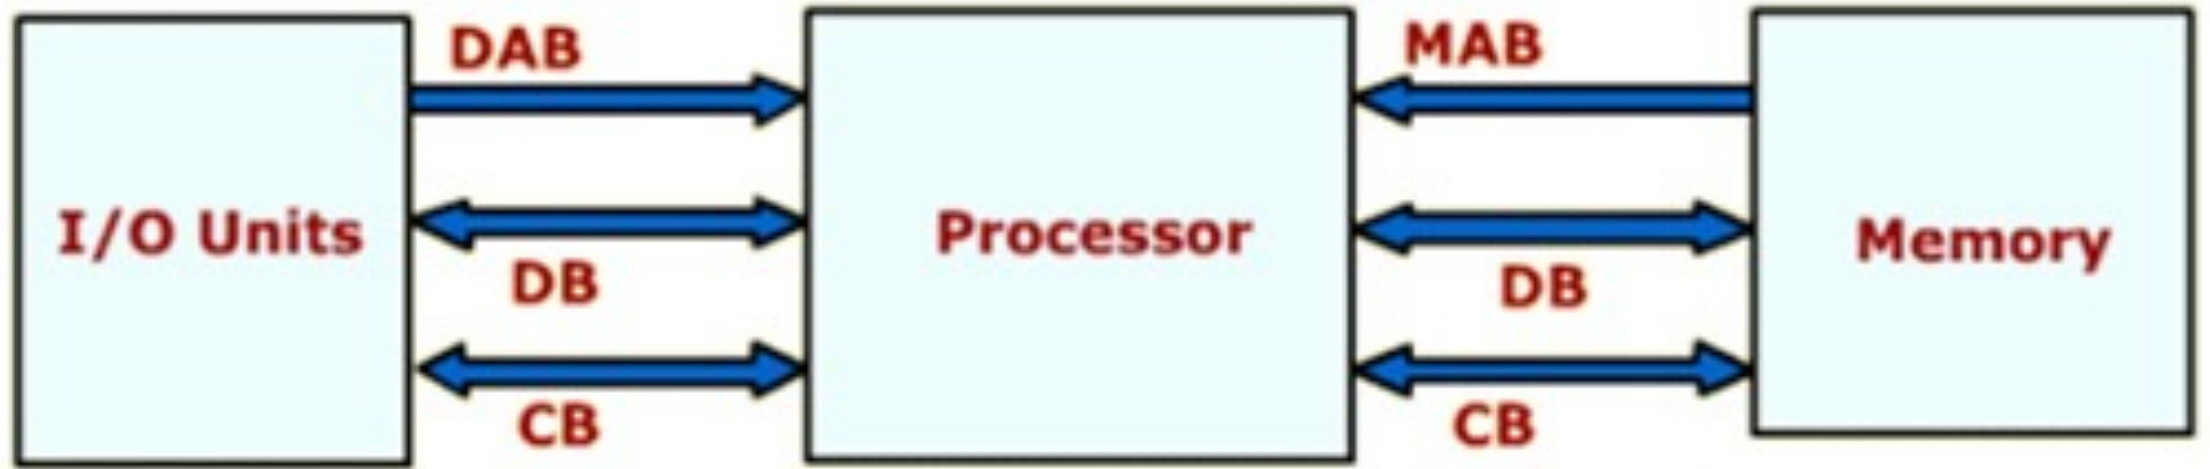 DAB
MAB
I/O Units
Processor
Memory
DB
DB
CB
CB